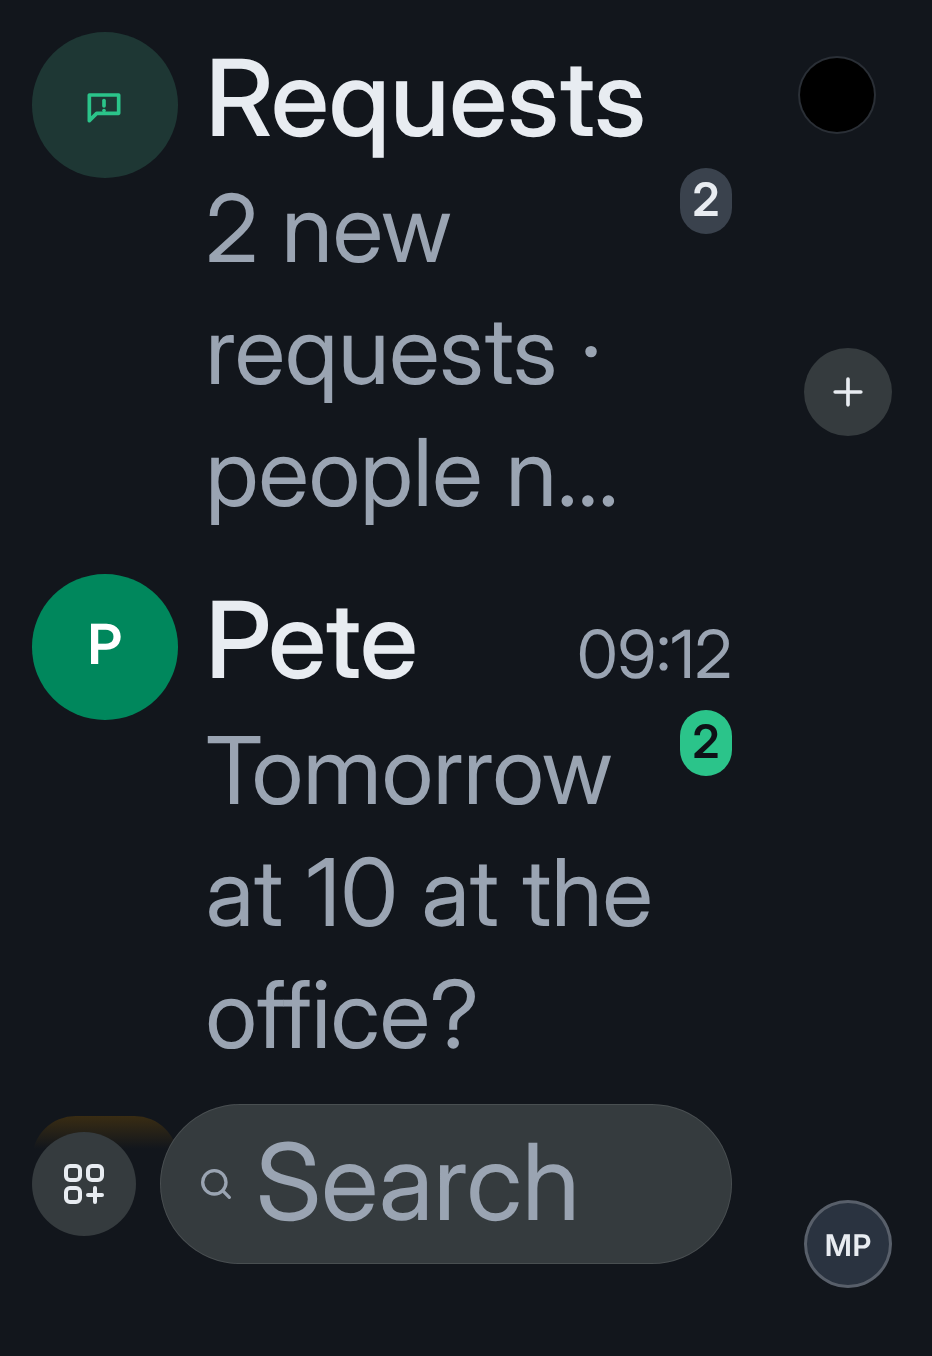 Requests
2 new
2
requests ·
people n...
P
Pete
09:12
Tomorrow
2
at 10 at the
office?
Search
MP